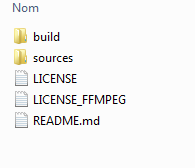 Nom
build
sources
LICENSE
LICENSE_FFMPEG
README.md